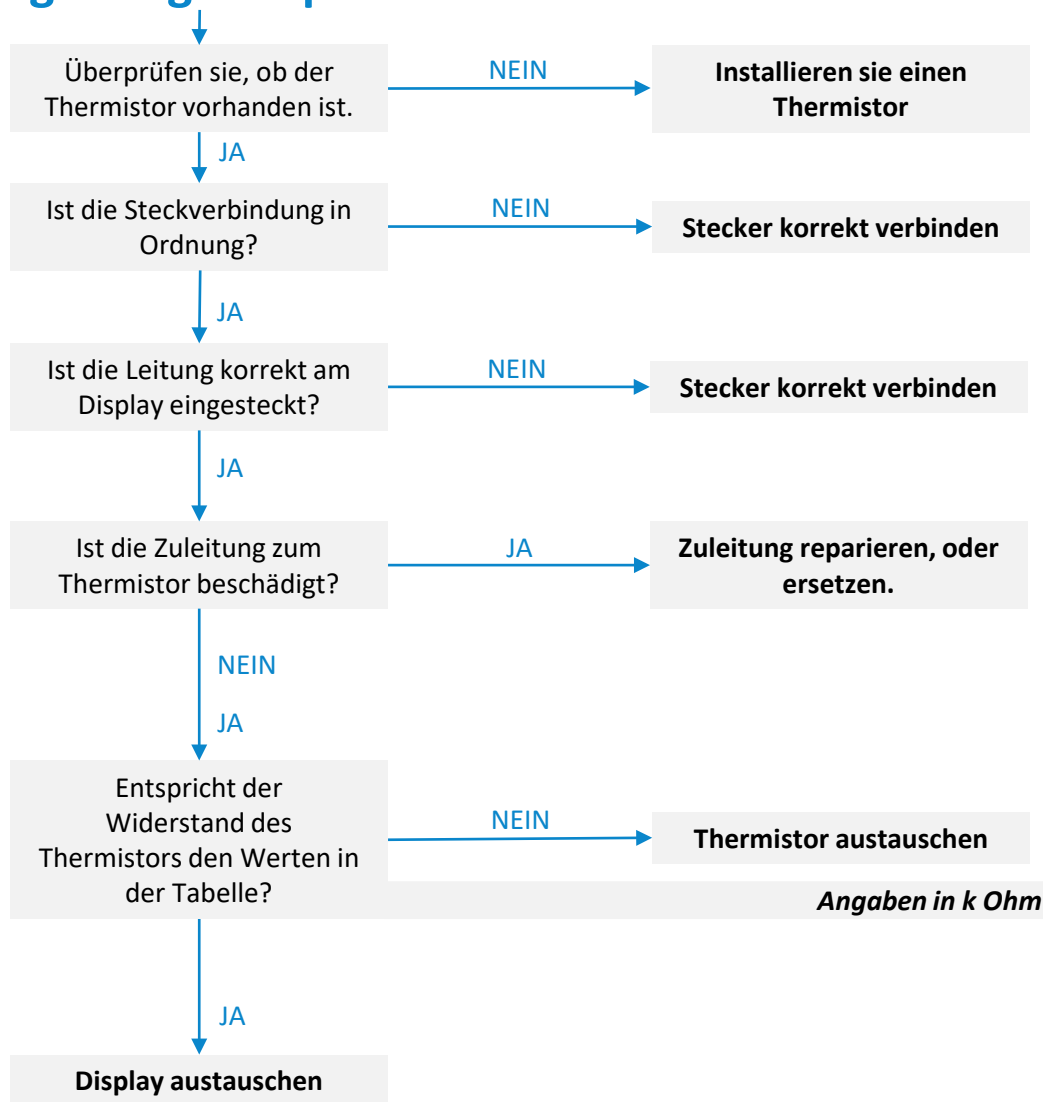 Überprüfen sie, ob der
Thermistor vorhanden ist.
NEIN
Installieren sie einen
Thermistor
JA
Ist die Steckverbindung in
Ordnung?
NEIN
Stecker korrekt verbinden
JA
Ist die Leitung korrekt am
Display eingesteckt?
NEIN
Stecker korrekt verbinden
JA
Ist die Zuleitung zum
Thermistor beschädigt?
JA
Zuleitung reparieren, oder
ersetzen.
NEIN
JA
Entspricht der
Widerstand des
Thermistors den Werten in
der Tabelle?
NEIN
Thermistor austauschen
Angaben in k Ohm
JA
Display austauschen